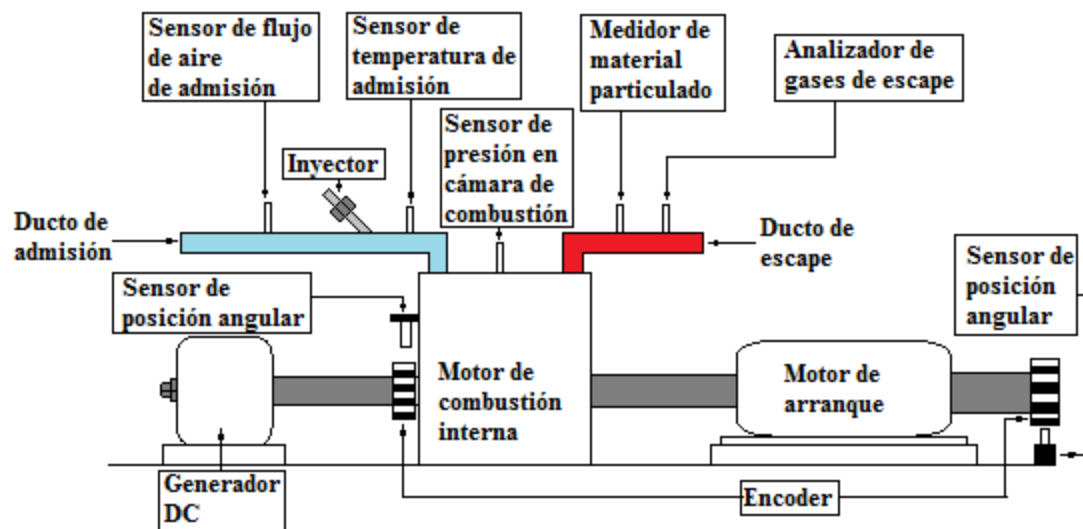 Sensor de flujo
de aire
de admisión
Sensor de
temperatura de
admisión
Medidor de
material
particulado
Analizador de
gases de escape
Sensor de
presión en
cámara de
combustión
Inyector
Ducto de
admisión
Ducto de
escape
Sensor de
posición
angular
Sensor de
posición angular
Motor de
combustión
interna
Motor de
arranque
Generador
DC
Encoder